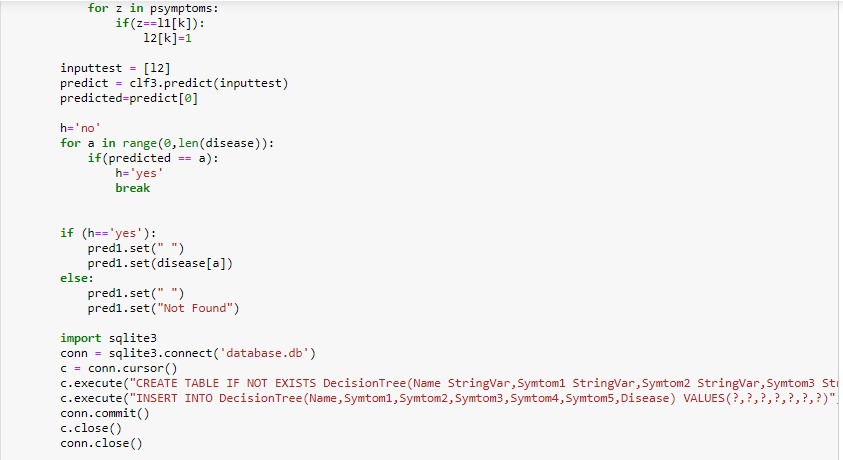 for z in psymptoms:
if(z==l1[k]):
l2[k]=1
inputtest = [l2]
predict = clf3.predict(inputtest)
predicted=predict[0]
h='no'
for a in range(0,len(disease)):
if(predicted == a):
h='yes'
break
if (h=='yes'):
pred1.set(" ")
pred1.set(disease[a])
else:
pred1.set(" ")
pred1.set("Not Found")
import sqlite3
conn = sqlite3.connect('database.db')
c = conn.cursor()
c.execute("CREATE TABLE IF NOT EXISTS DecisionTree(Name StringVar,Symtom1 StringVar,Symtom2 StringVar,Symtom3 Str
c.execute("INSERT INTO DecisionTree(Name,Symtom1,Symtom2,Symtom3,Symtom4,Symtom5,Disease) VALUES(?,?,?,?,?,?,?)"
conn.commit()
c.close()
conn.close()